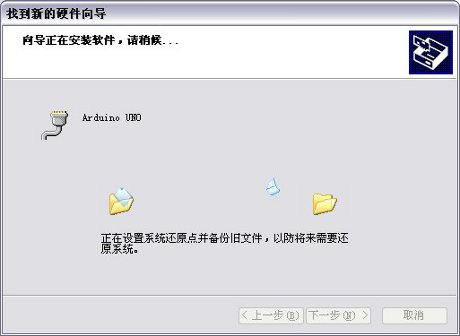 找到新的硬件向导
向导正在安装软件，请稍候...
Arduino UNO
正在设置系统还原点并备份旧文件，以防将来需要还
原系统。
< 上一步(B) 下一步(N) > 取消